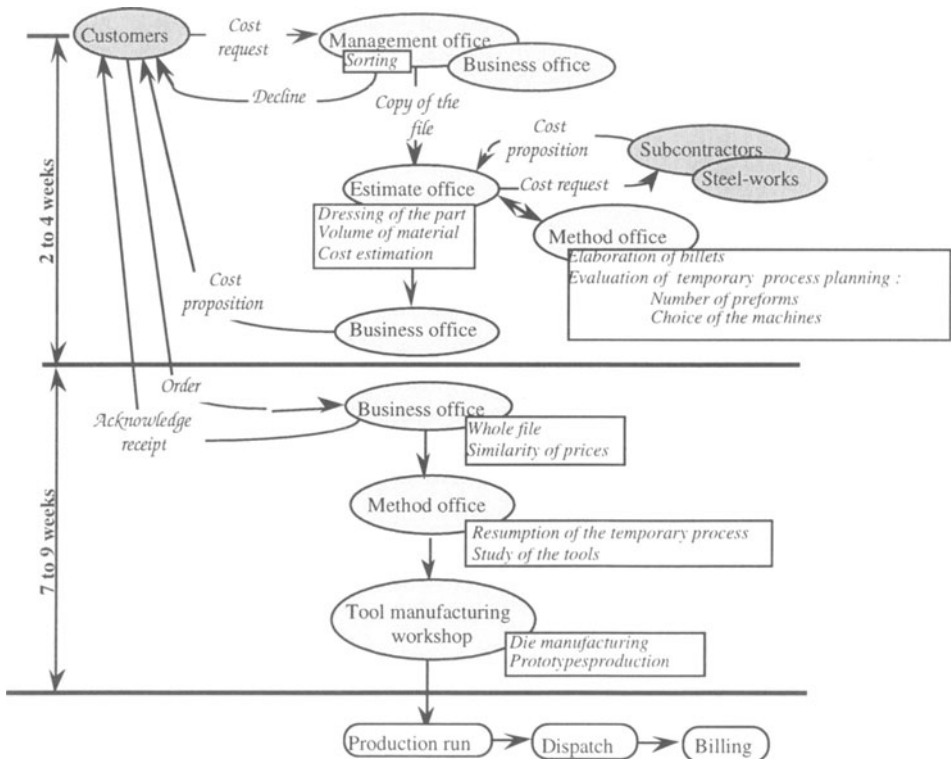 Customers
Cost
request
Management office
Sorting
Business office
Decline
Copy of the
file
Cost
proposition
Subcontractors
Steel-works
Estimate office
Cost request
Dressing of the part
Volume of material
Cost estimation
Method office
Elaboration of billets
Evaluation of temporary process planning :
Number of preforms
Choice of the machines
2 to 4 weeks
Cost
proposition
Business office
Order
Acknowledge
receipt
Business office
Whole file
Similarity of prices
7 to 9 weeks
Method office
Resumption of the temporary process
Study of the tools
Tool manufacturing
workshop
Die manufacturing
Prototypesproduction
Production run
Dispatch
Billing